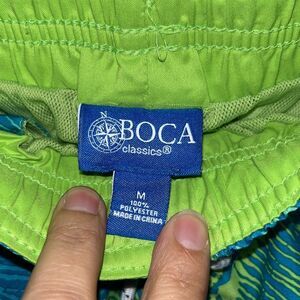 BOCA
classics®
M
100%
POLYESTER
MADE IN CHINA